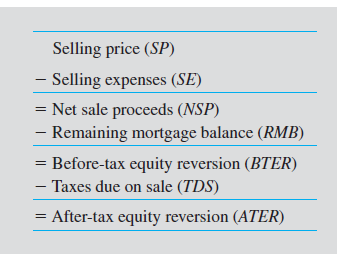 Selling price (SP)
− Selling expenses (SE)
= Net sale proceeds (NSP)
− Remaining mortgage balance (RMB)
= Before-tax equity reversion (BTER)
− Taxes due on sale (TDS)
= After-tax equity reversion (ATER)